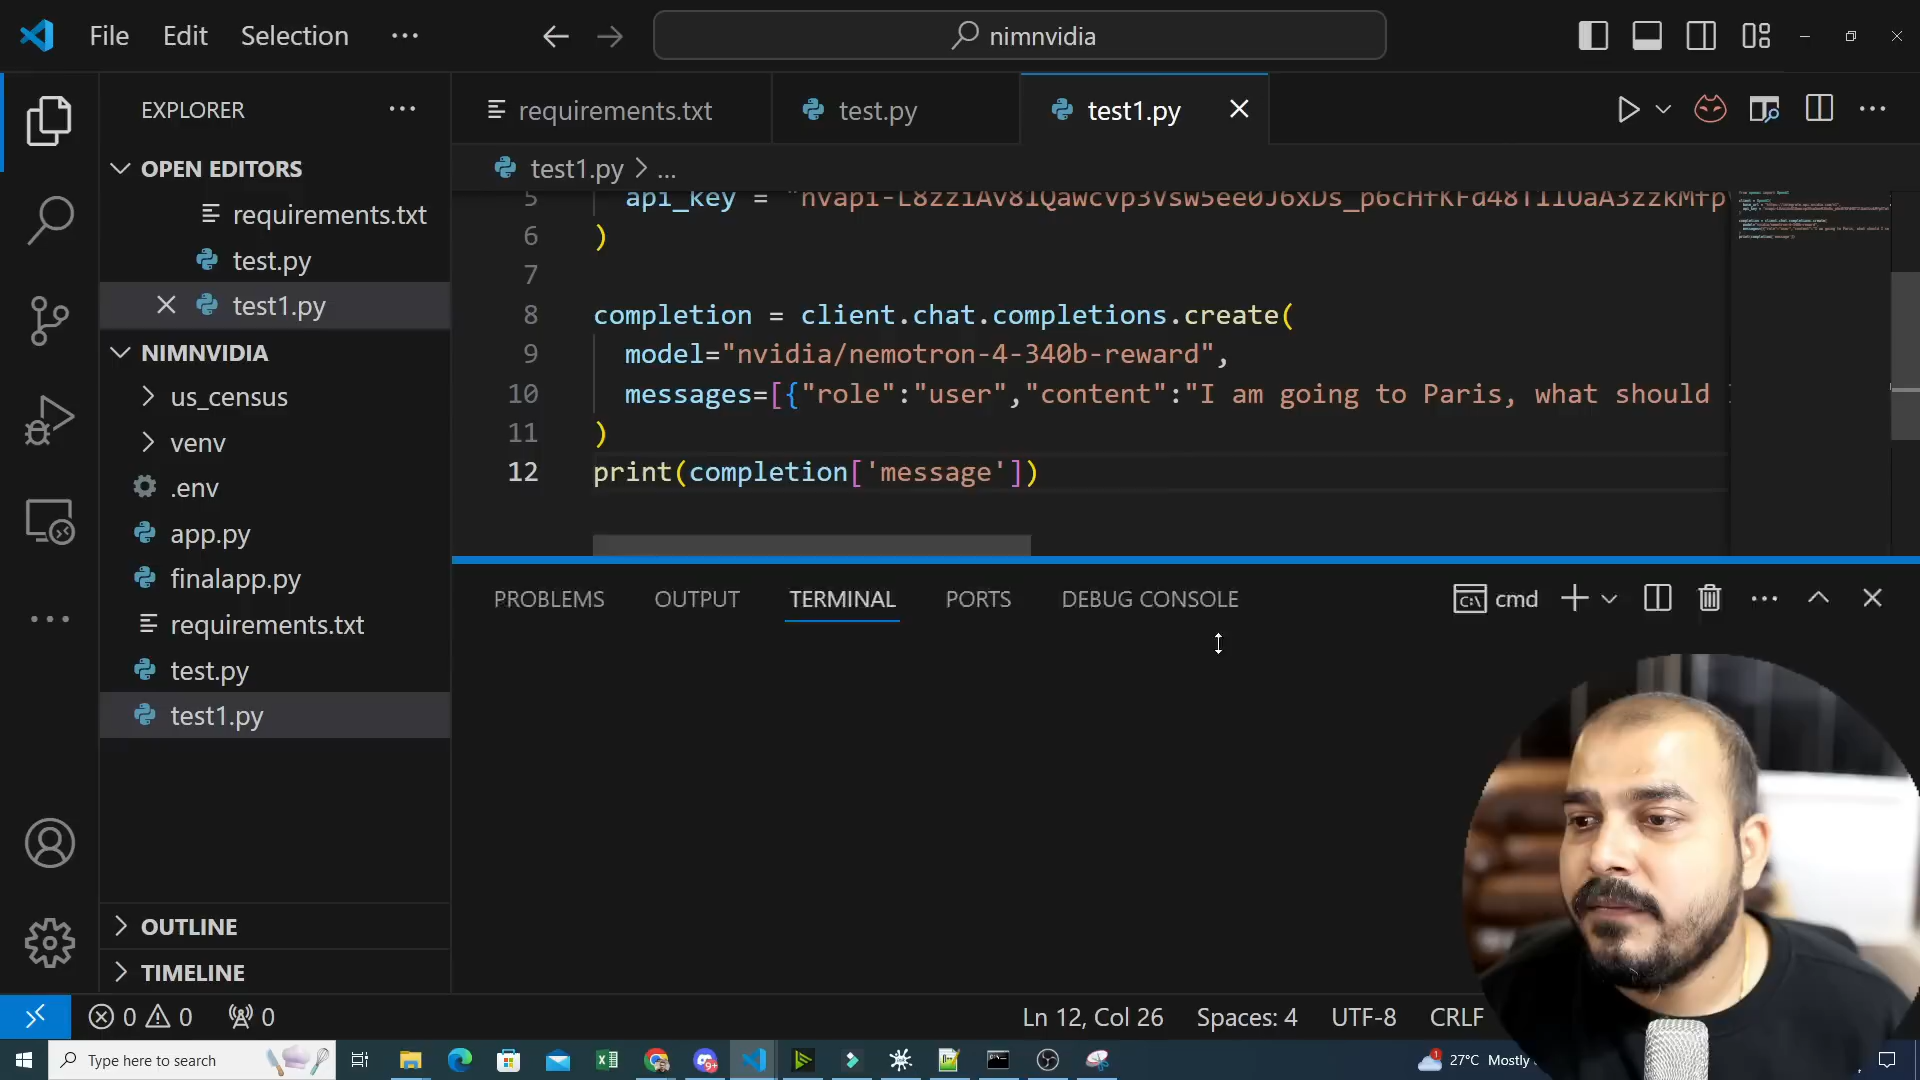 File Edit Selection ...
nimnvidia
EXPLORER
OPEN EDITORS
requirements.txt
test.py
test1.py
NIMNVIDIA
us_census
venv
.env
app.py
finalapp.py
requirements.txt
test.py
test1.py
OUTLINE
TIMELINE
requirements.txt test.py test1.py
test1.py > ...
5 api_key =
6 )
7
8 completion = client.chat.completions.create(
9 model="nvidia/nemotron-4-340b-reward",
10 messages=[{"role":"user","content":"I am going to Paris, what should
11 )
12 print(completion['message'])
PROBLEMS OUTPUT TERMINAL PORTS DEBUG CONSOLE
cmd
0 0 0
Ln 12, Col 26 Spaces: 4 UTF-8 CRLF
Type here to search
27°C Mostly